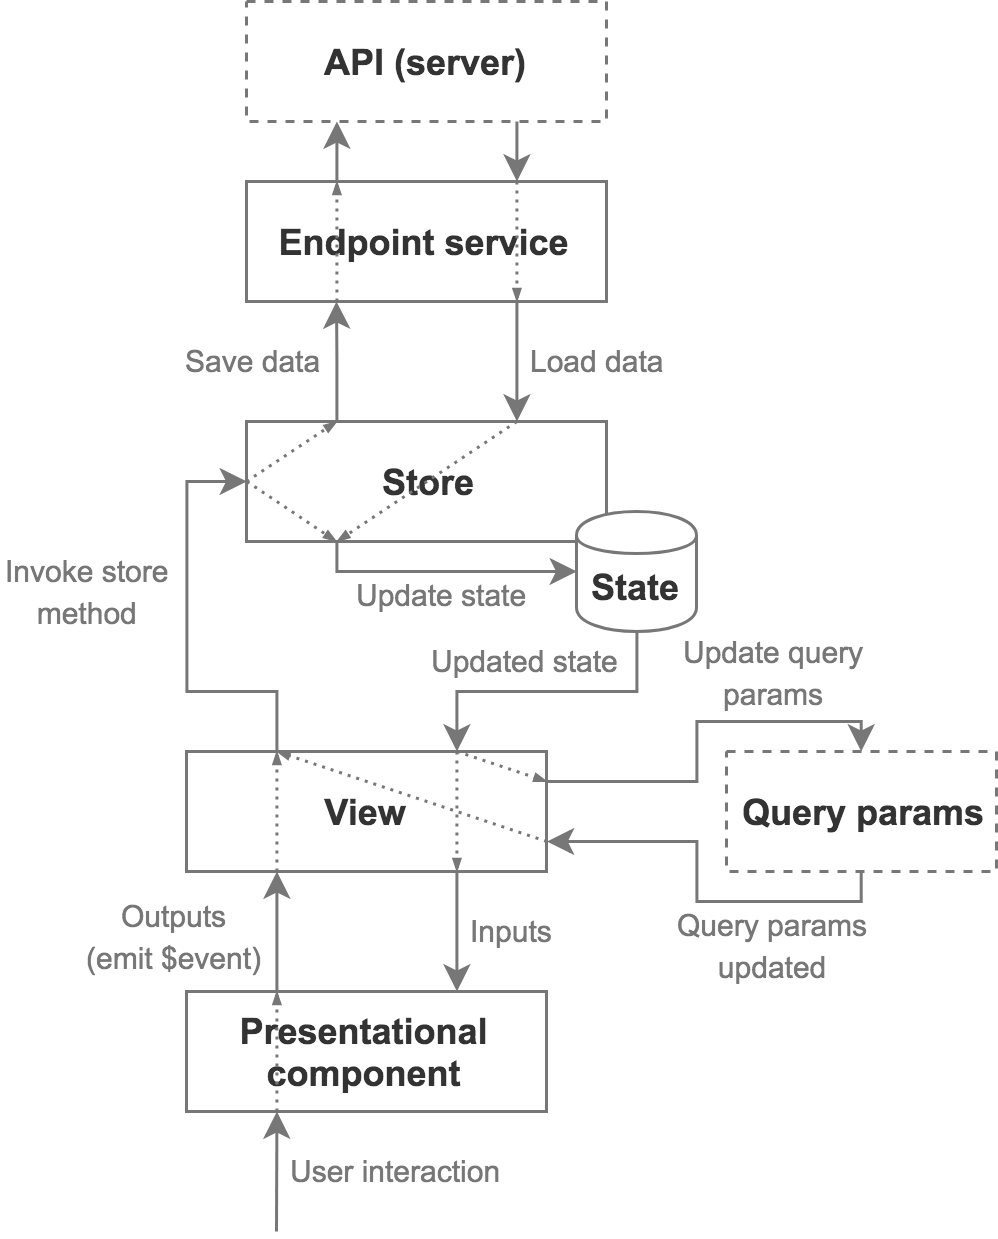 API (server)
Endpoint service
Save data
Load data
Store
Invoke store
method
Update state
State
Updated state
Update query
params
View
Query params
Outputs
(emit $event)
Inputs
Query params
updated
Presentational
component
User interaction